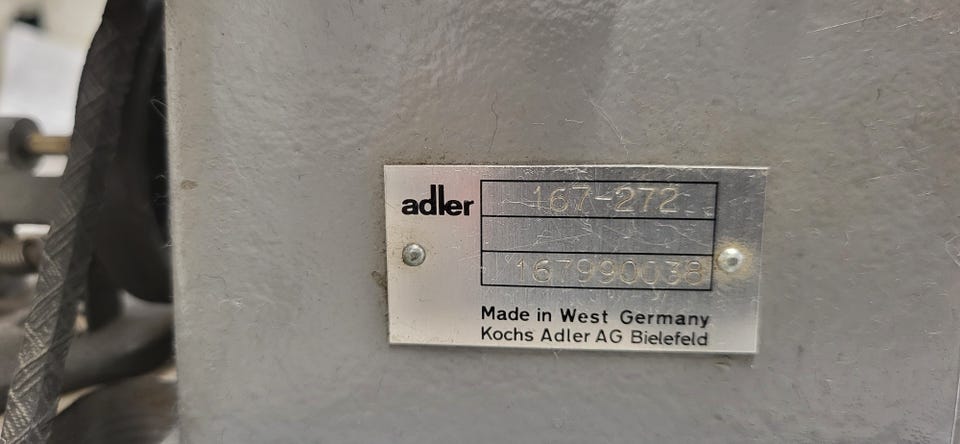 adler
167-272
167990038
Made in West Germany
Kochs Adler AG Bielefeld